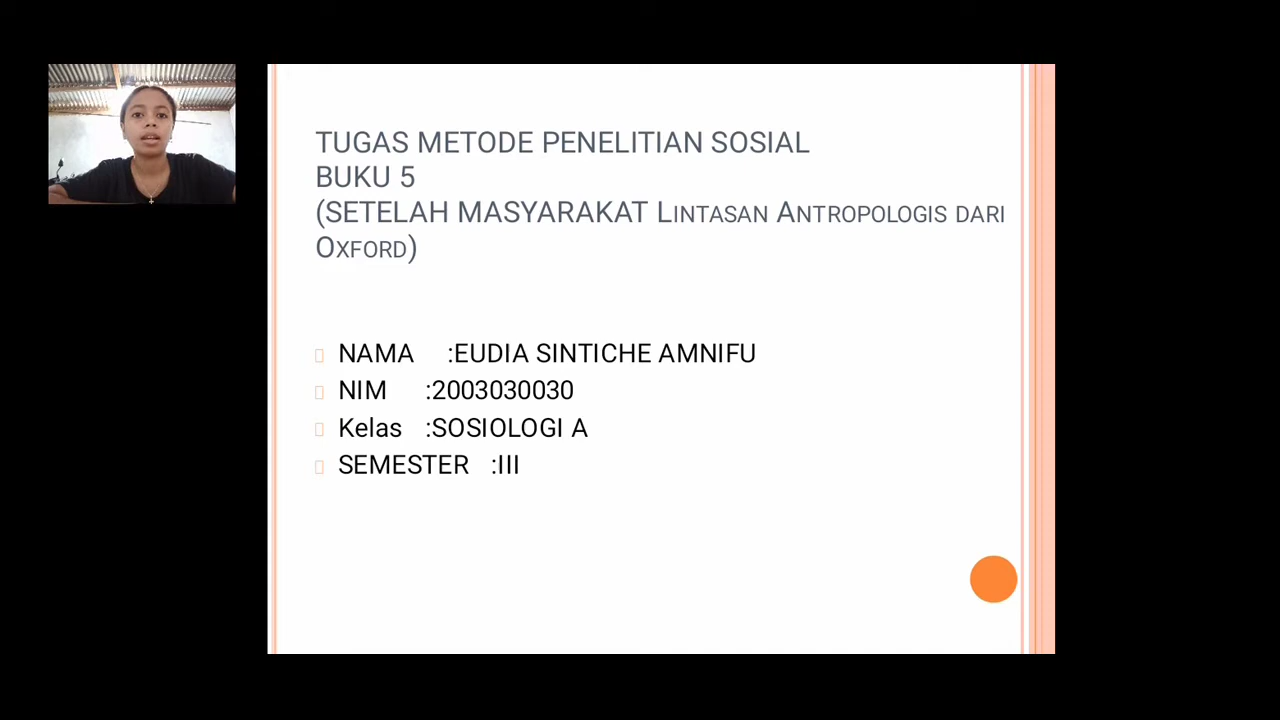 TUGAS METODE PENELITIAN SOSIAL
BUKU 5
(SETELAH MASYARAKAT LINTASAN ANTROPOLOGIS DARI
OXFORD)
NAMA :EUDIA SINTICHE AMNIFU
NIM :2003030030
Kelas :SOSIOLOGI A
SEMESTER :III